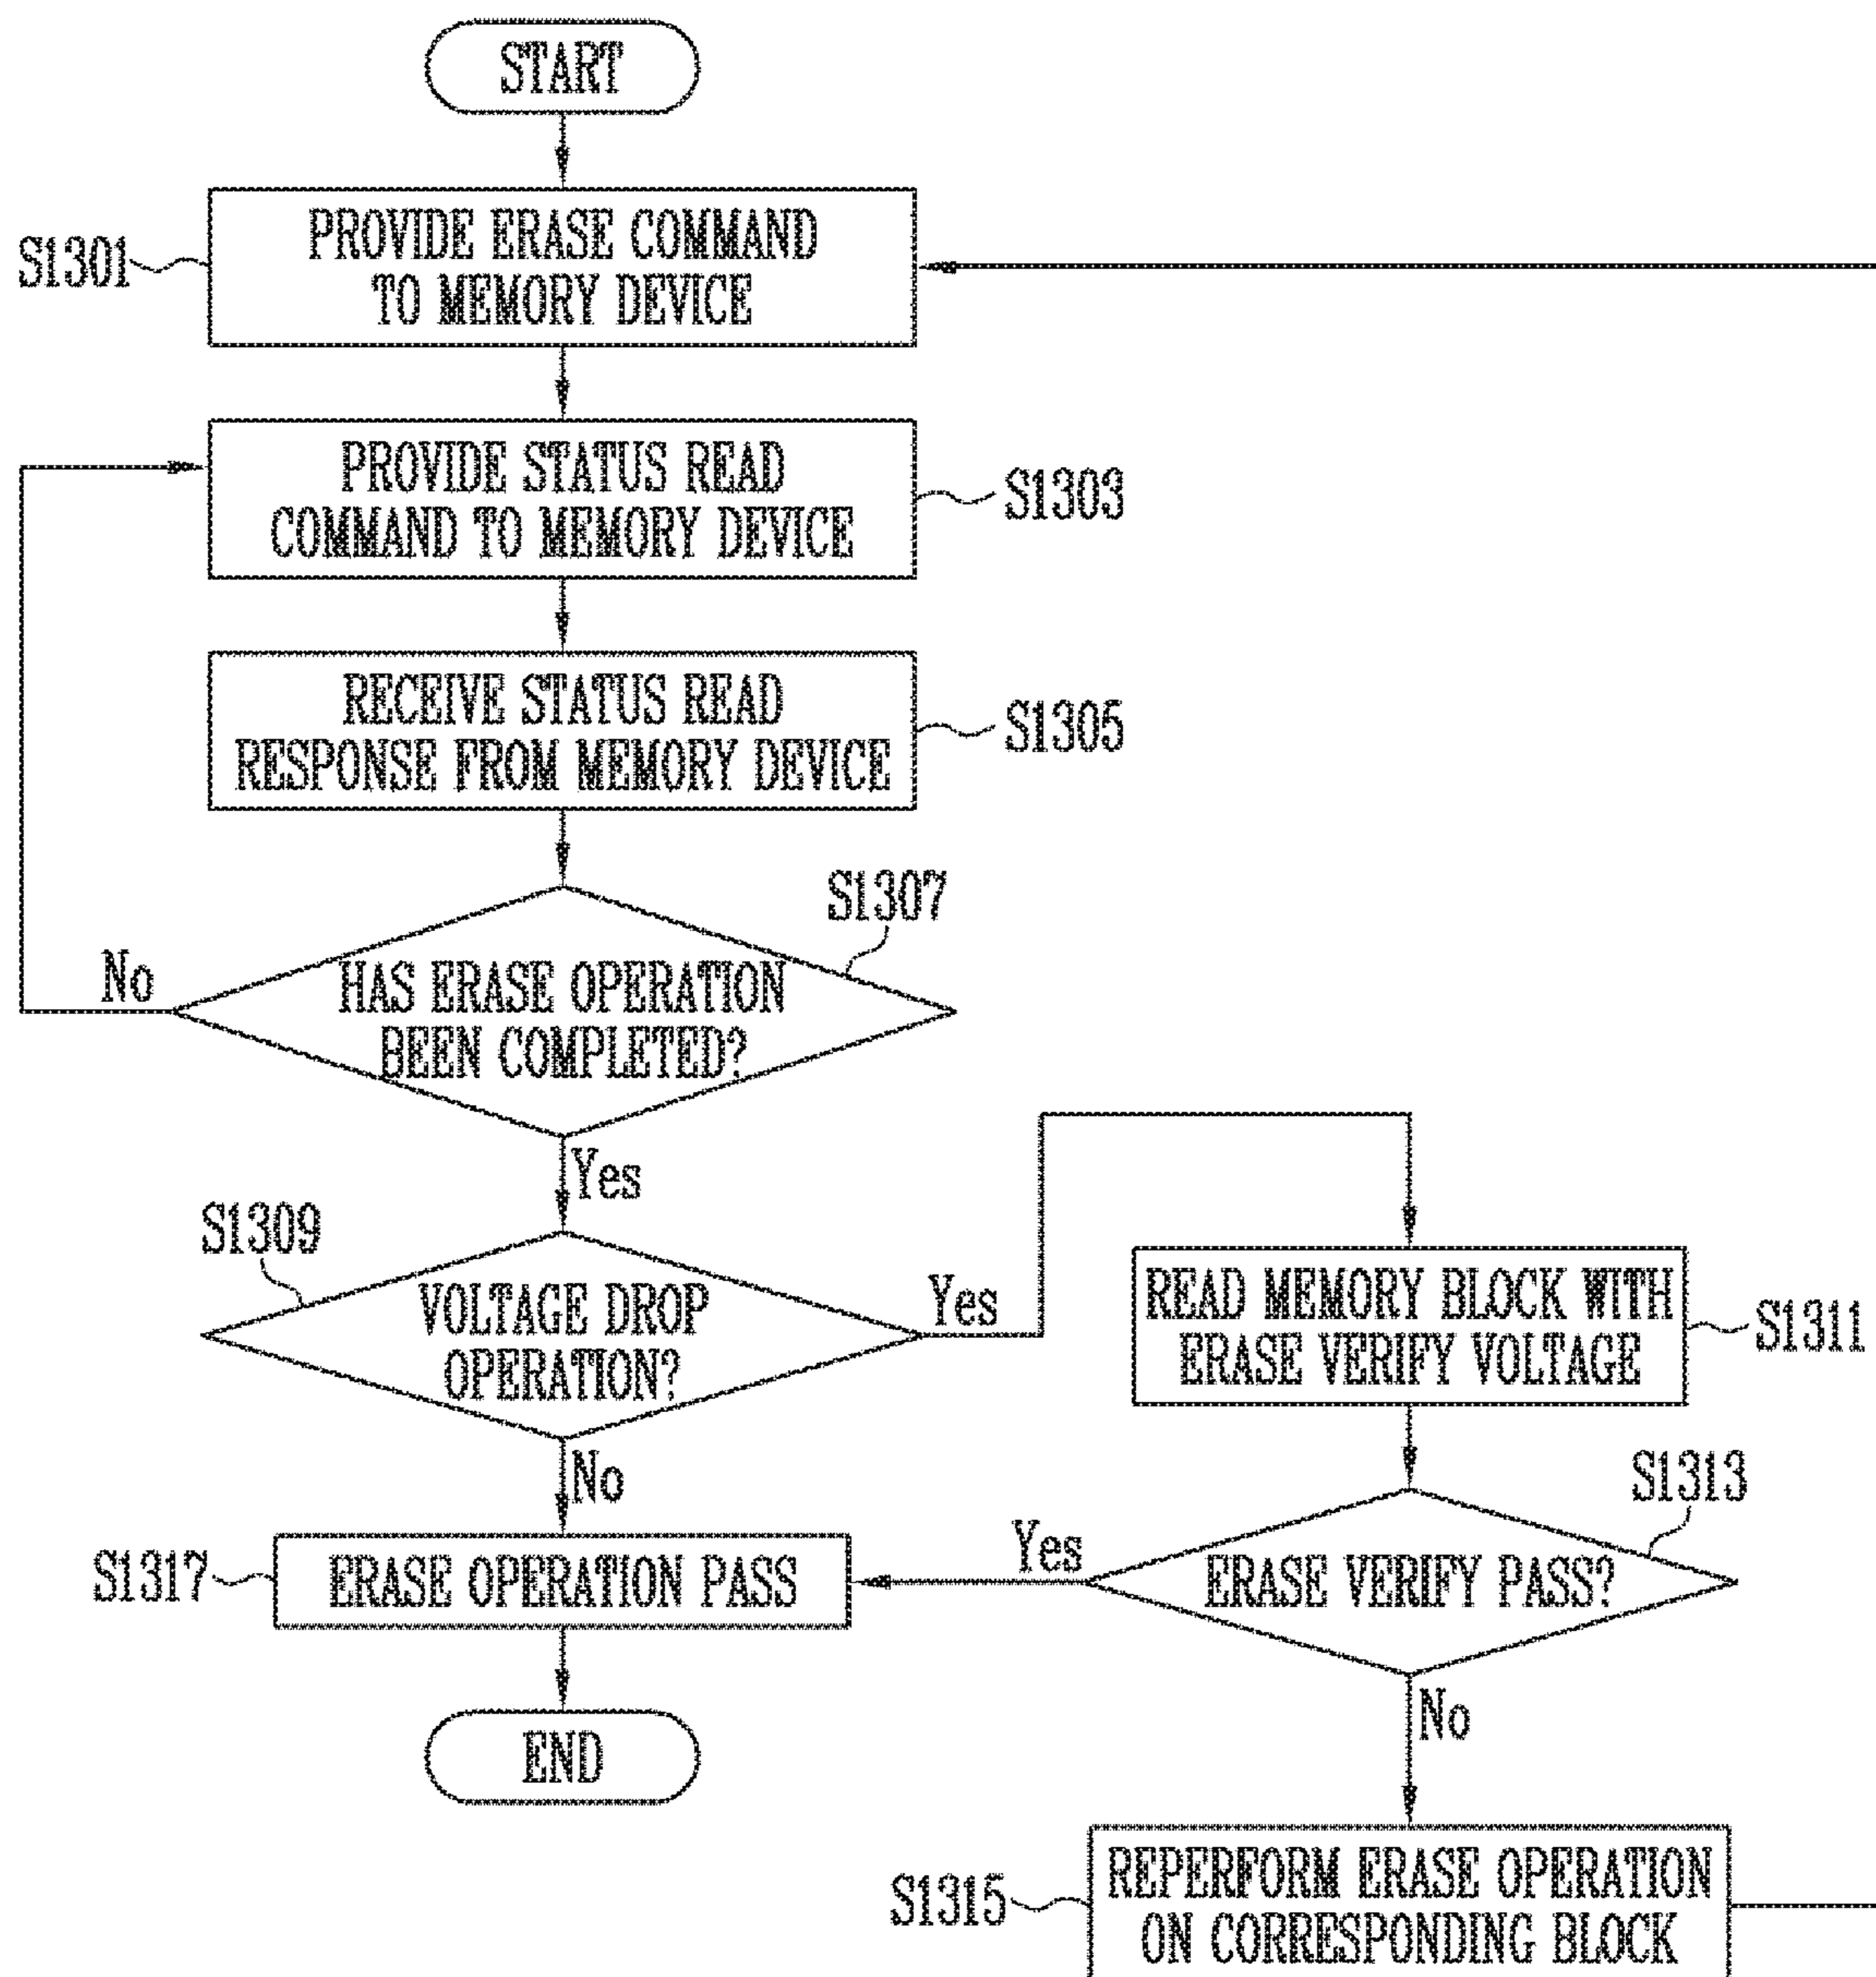 START
S1301
PROVIDE ERASE COMMAND
TO MEMORY DEVICE
PROVIDE STATUS READ
COMMAND TO MEMORY DEVICE
S1303
RECEIVE STATUS READ
RESPONSE FROM MEMORY DEVICE
S1305
S1307
No
HAS ERASE OPERATION
BEEN COMPLETED?
Yes
S1309
VOLTAGE DROP
OPERATION?
Yes
READ MEMORY BLOCK WITH
ERASE VERIFY VOLTAGE
S1311
No
S1313
S1317
ERASE OPERATION PASS
Yes
ERASE VERIFY PASS?
No
END
S1315
REPERFORM ERASE OPERATION
ON CORRESPONDING BLOCK